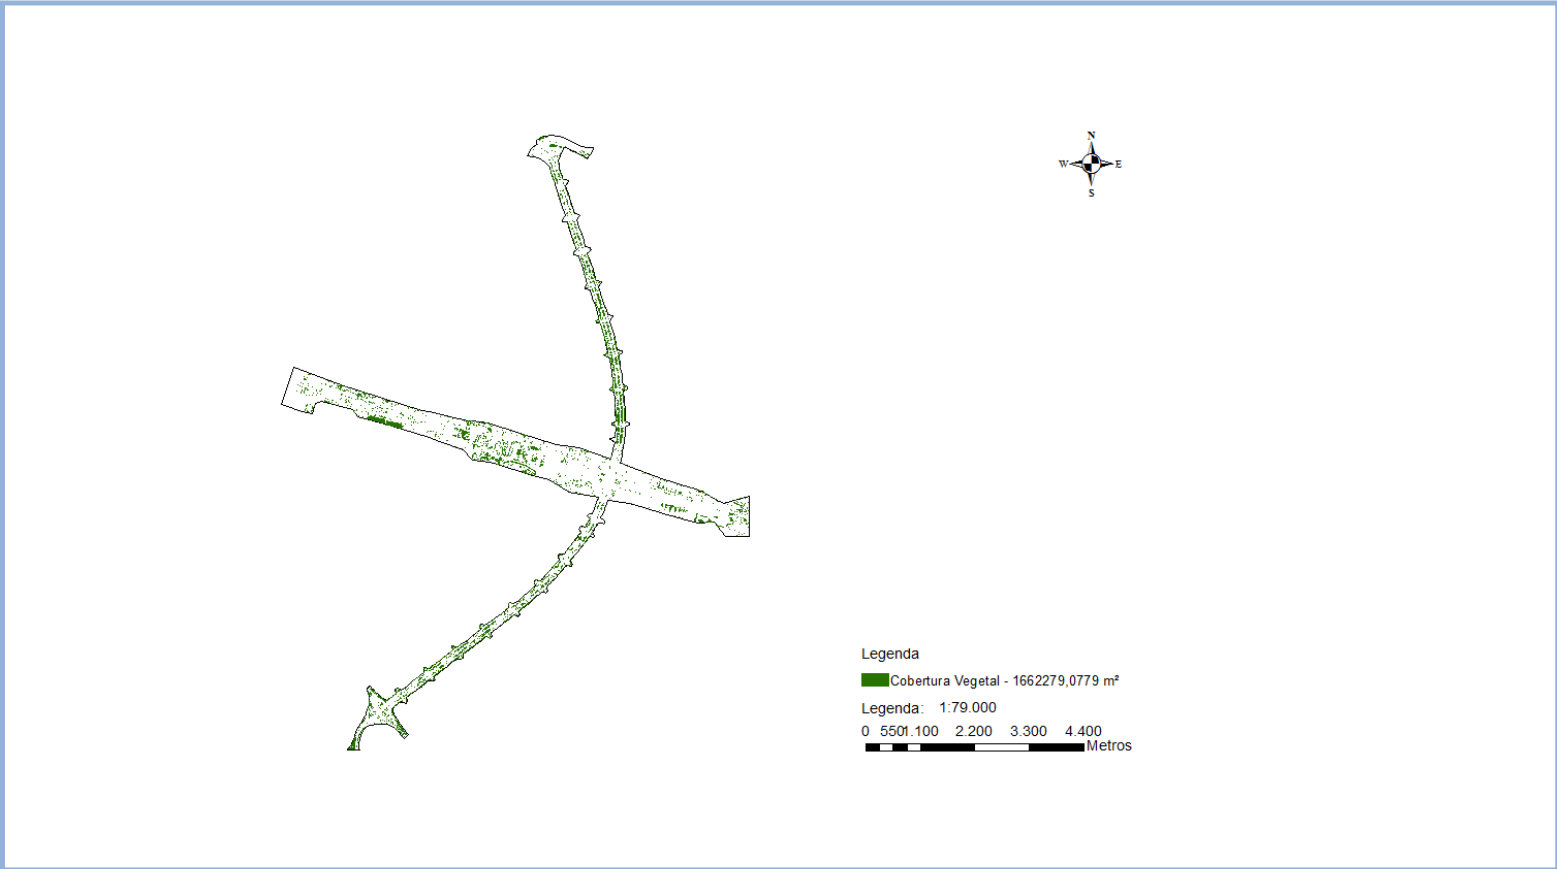 N
W E
S
Legenda
Cobertura Vegetal - 1662279,0779 m²
Legenda: 1:79.000
0 5501.100 2.200 3.300 4.400
Metros